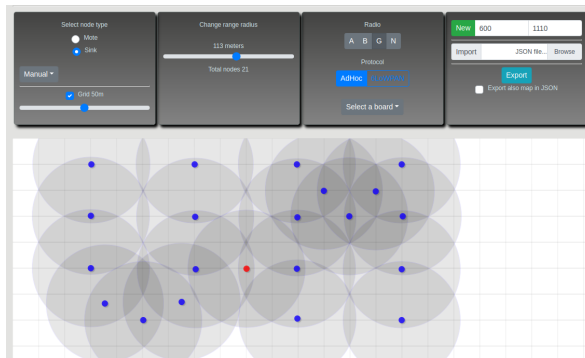 Select node type
Mote
Sink
Manual
Grid 50m
Change range radius
113 meters
Total nodes 21
Radio
A B G N
Protocol
AdHoc
Select a board
New 600 1110
Import JSON file... Browse
Export
Export also map in JSON